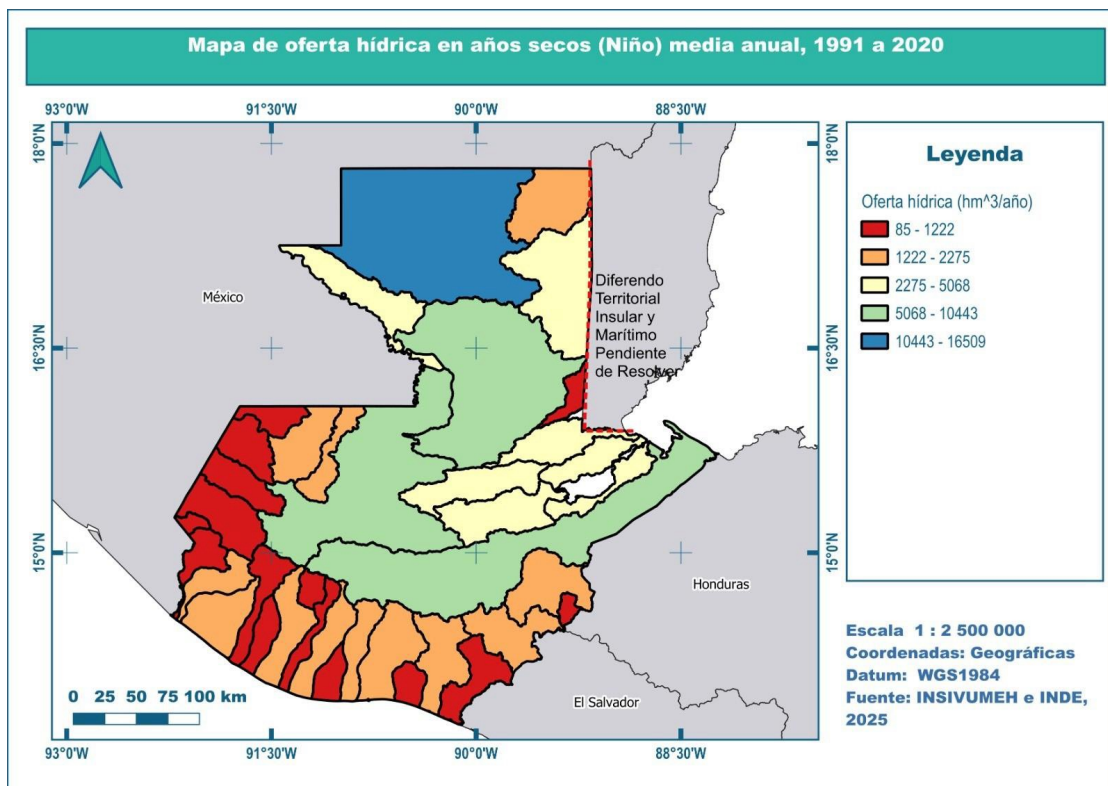 Mapa de oferta hídrica en años secos (Niño) media anual, 1991 a 2020
93°0'W 91°30'W 90°0'W 88°30'W
18°0'N 18°0'N
Leyenda
Oferta hídrica (hm^3/año)
85 - 1222
1222 - 2275
2275 - 5068
5068 - 10443
10443 - 16509
México
Diferendo
Territorial
Insular y
Marítimo
Pendiente
de Resolver
16°30'N 16°30'N
15°0'N 15°0'N
Honduras
El Salvador
0 25 50 75 100 km
93°0'W 91°30'W 90°0'W 88°30'W
Escala 1 : 2 500 000
Coordenadas: Geográficas
Datum: WGS1984
Fuente: INSIVUMEH e INDE,
2025